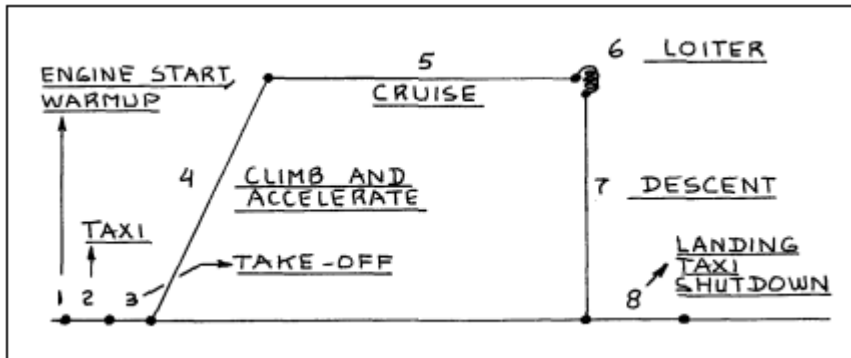 ENGINE START,
WARMUP
5
CRUISE
6 LOITER
4
CLIMB AND
ACCELERATE
7 DESCENT
TAXI
TAKE-OFF
LANDING
TAXI
SHUTDOWN
1 2 3
8